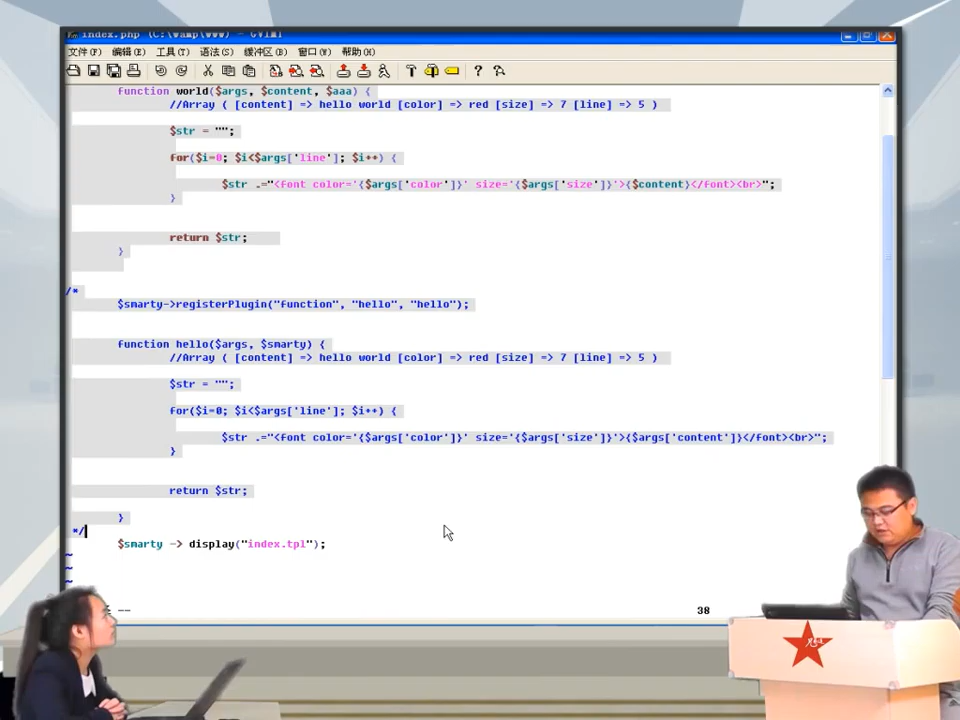 index.php (C:\wamp\www) - GVIM
文件(F) 编辑(E) 工具(T) 语法(S) 缓冲区(B) 窗口(W) 帮助(H)
function world($args, $content, $aaa) {
//Array ( [content] => hello world [color] => red [size] => 7 [line] => 5 )
$str = "";
for($i=0; $i<$args['line']; $i++) {
$str .="<font color='{$args['color']}' size='{$args['size']}'>{$content}</font><br>";
}
return $str;
}
/*
$smarty->registerPlugin("function", "hello", "hello");
function hello($args, $smarty) {
//Array ( [content] => hello world [color] => red [size] => 7 [line] => 5 )
$str = "";
for($i=0; $i<$args['line']; $i++) {
$str .="<font color='{$args['color']}' size='{$args['size']}'>{$args['content']}</font><br>";
}
return $str;
}
*/
$smarty -> display("index.tpl");
~
~
~
-- 38